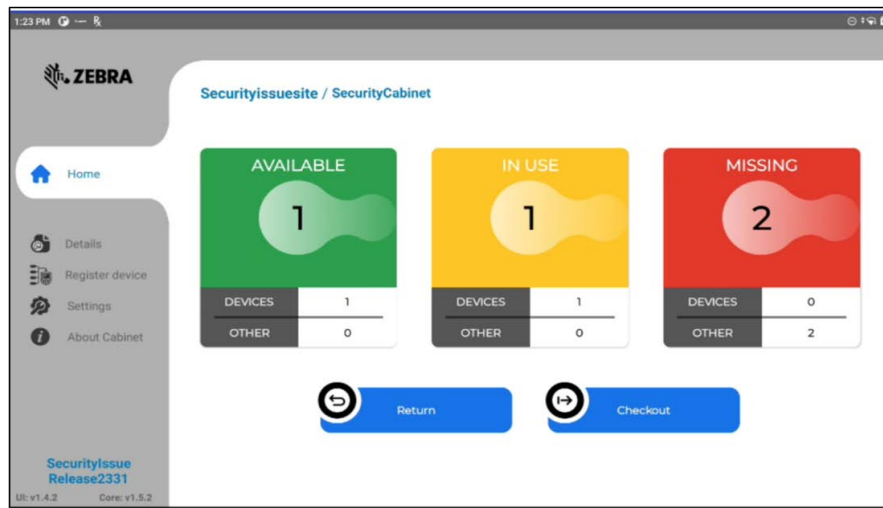 1:23 PM
ZEBRA
Securityissuesite / SecurityCabinet
Home
Details
Register device
Settings
About Cabinet
AVAILABLE
1
DEVICES 1
OTHER 0
IN USE
1
DEVICES 1
OTHER 0
MISSING
2
DEVICES 0
OTHER 2
Return
Checkout
SecurityIssue
Release2331
UI: v1.4.2 Core: v1.5.2